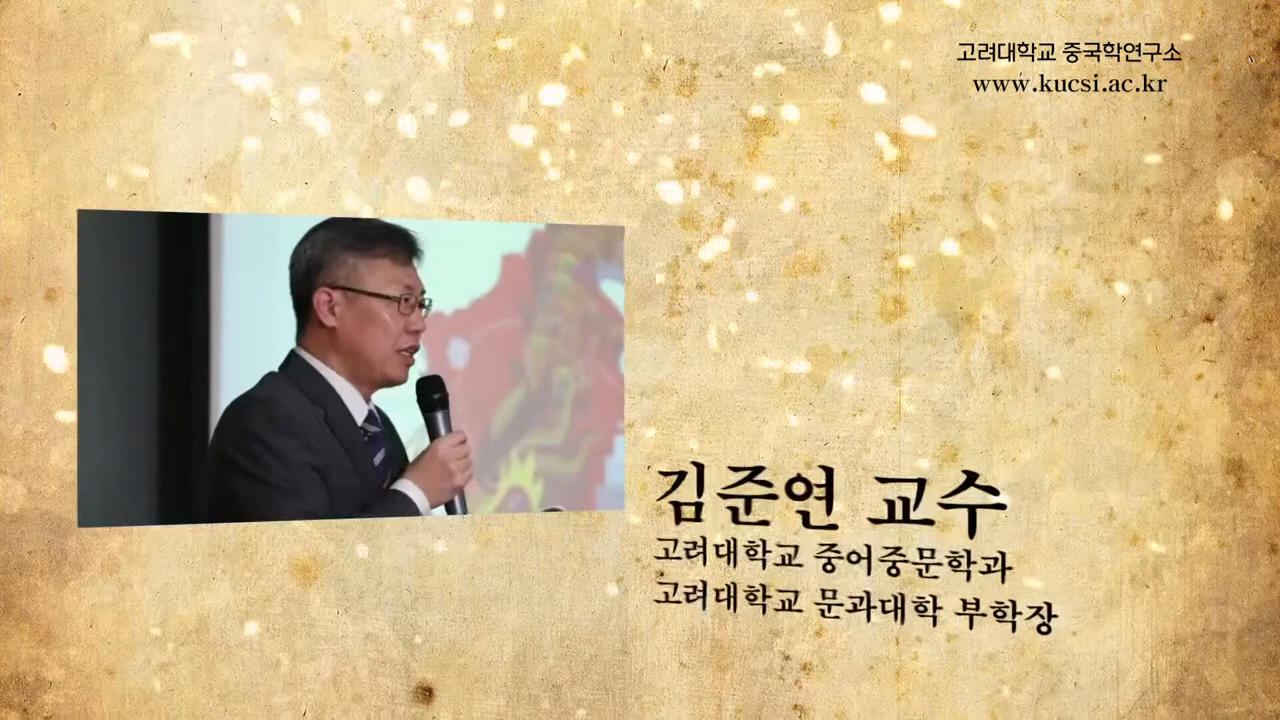 고려대학교 중국학연구소
www.kucsi.ac.kr
김준연 교수
고려대학교 중어중문학과
고려대학교 문과대학 부학장